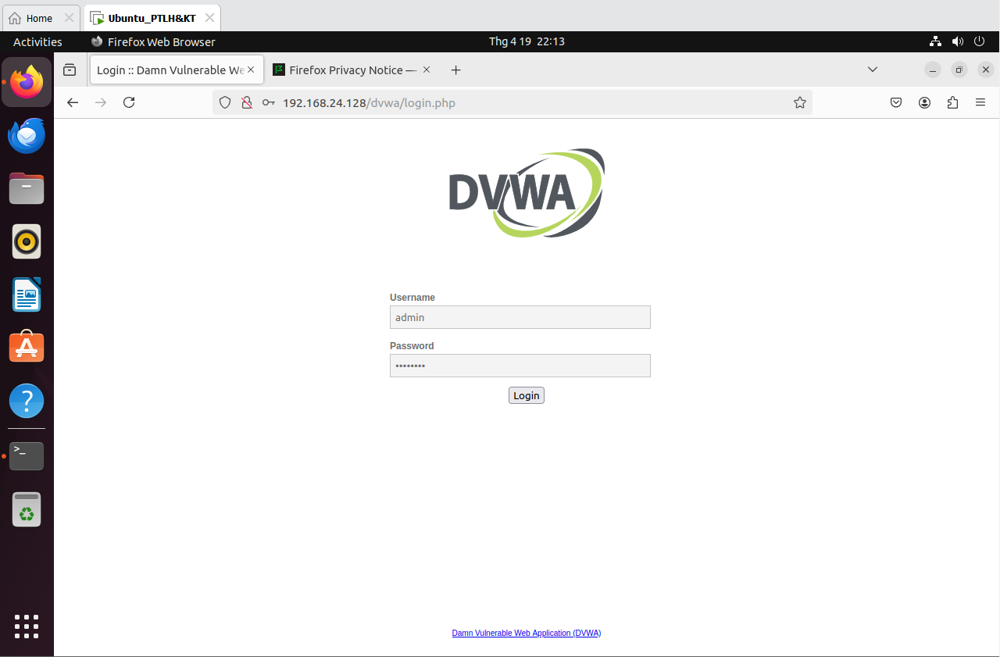 Home
Ubuntu_PTLH&KT
Activities
Firefox Web Browser
Thg 4 19 22:13
Login :: Damn Vulnerable We
Firefox Privacy Notice —
192.168.24.128/dvwa/login.php
DVWA
Username
admin
Password
••••••••
Login
Damn Vulnerable Web Application (DVWA)